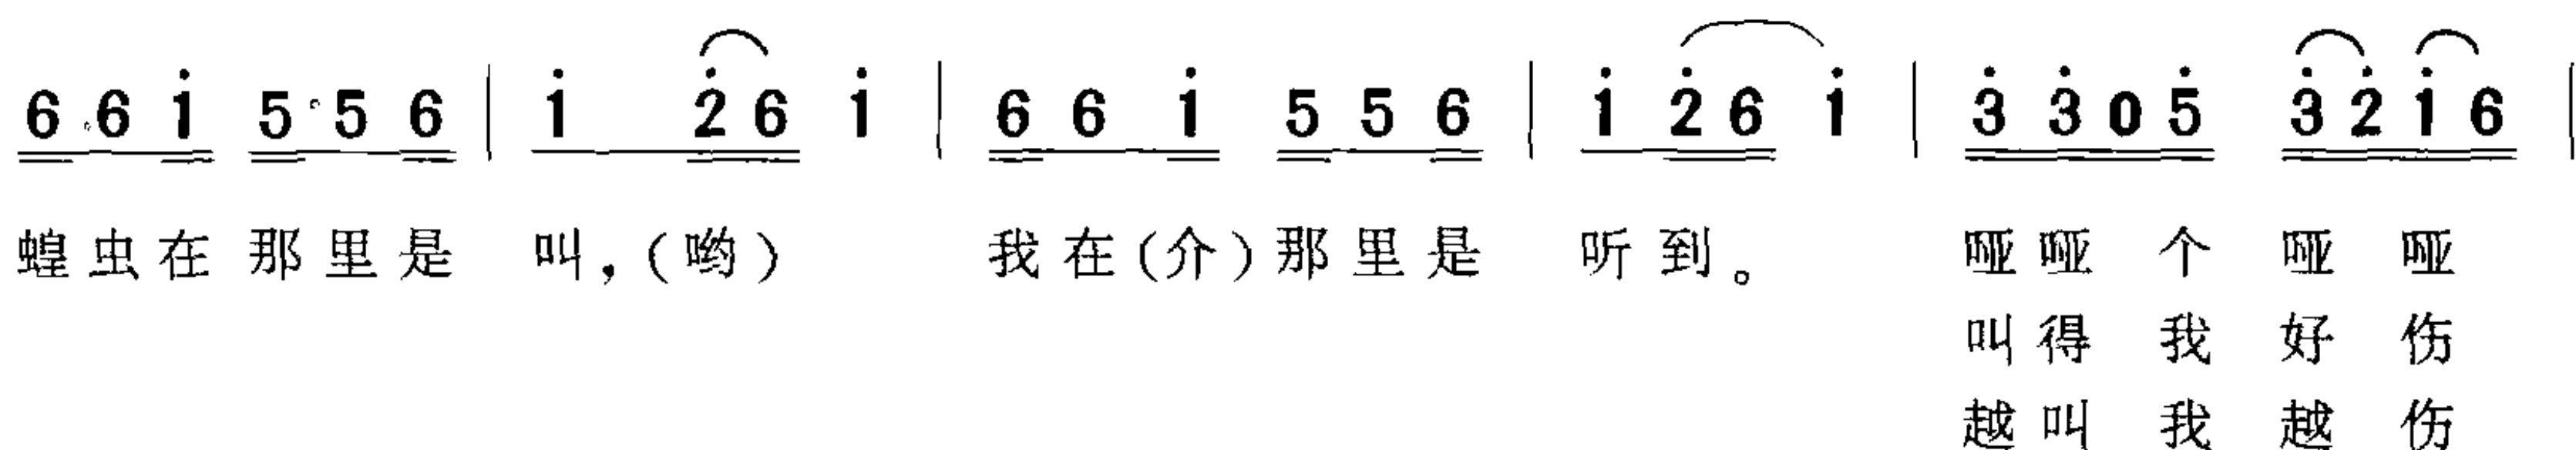 6 6 i 5 5 6 | i 2̇ 6 i | 6 6 i 5 5 6 | i 2̇ 6 i | 3̇ 3̇ 0 5̇ 3̇ 2̇ i 6 |
蝗虫在 那里是 叫，（哟） 我在（介）那里是 听到。 哑哑 个 哑 哑
叫得 我 好 伤
越叫 我 越 伤